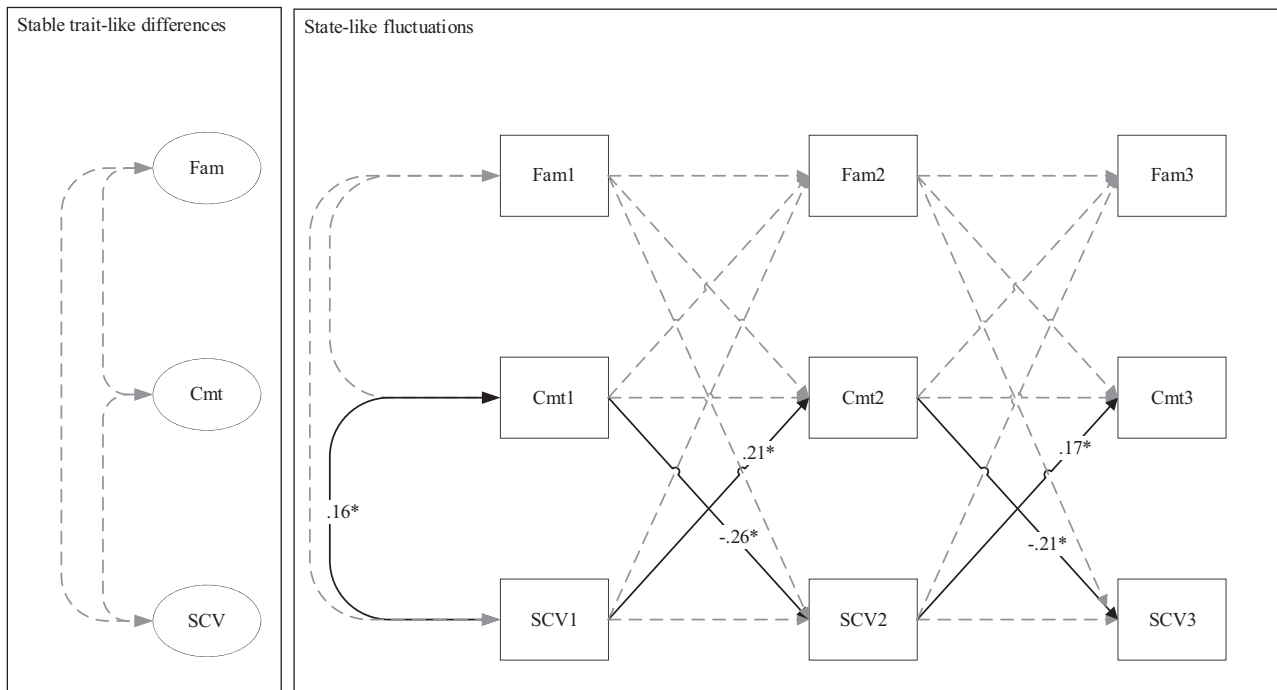 Stable trait-like differences
State-like fluctuations
Fam
Fam1
Fam2
Fam3
Cmt
Cmt1
Cmt2
Cmt3
.21*
.17*
.16*
-.26*
-.21*
SCV
SCV1
SCV2
SCV3